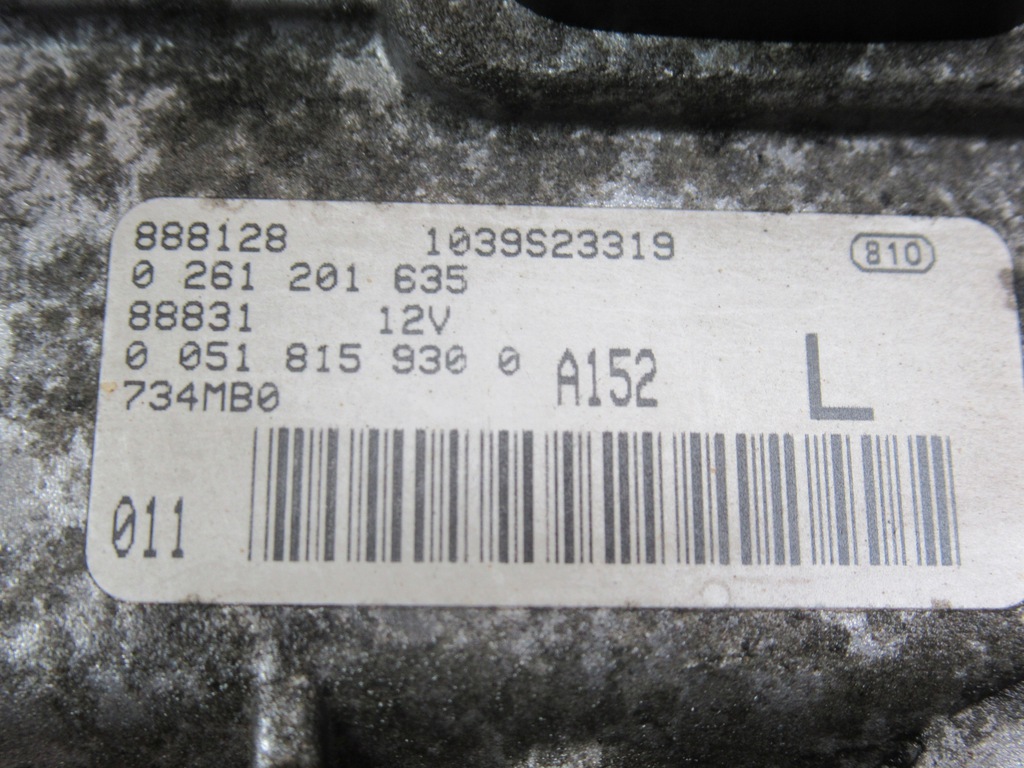 888128 1039S23319 810
0 261 201 635
88831 12V
0 051 815 930 0 A152 L
734MB0
011